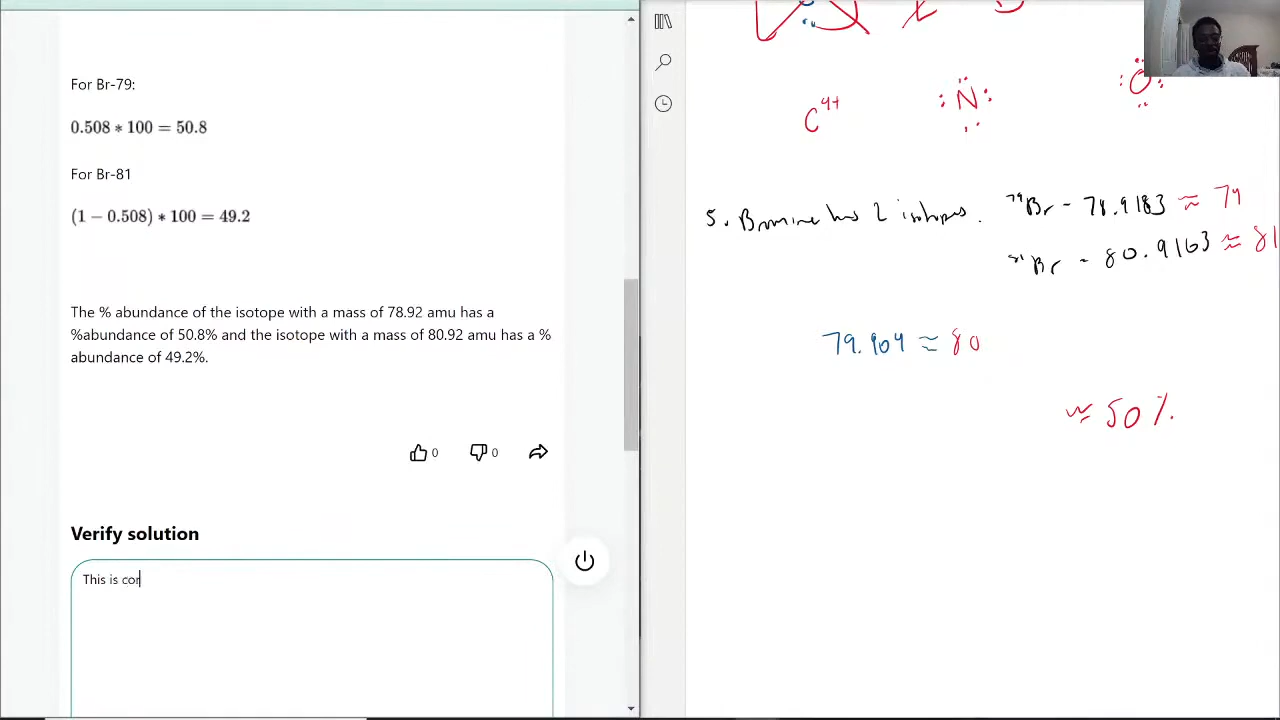 For Br-79:
0.508 * 100 = 50.8
For Br-81
(1 − 0.508) * 100 = 49.2
The % abundance of the isotope with a mass of 78.92 amu has a
%abundance of 50.8% and the isotope with a mass of 80.92 amu has a %
abundance of 49.2%.
0
0
Verify solution
This is cor
C⁴⁺
N
O
5. Bromine has 2 isotopes. ⁷⁹Br - 78.9183 ≈ 79
⁸¹Br - 80.9163 ≈ 81
79.904 ≈ 80
≈ 50%